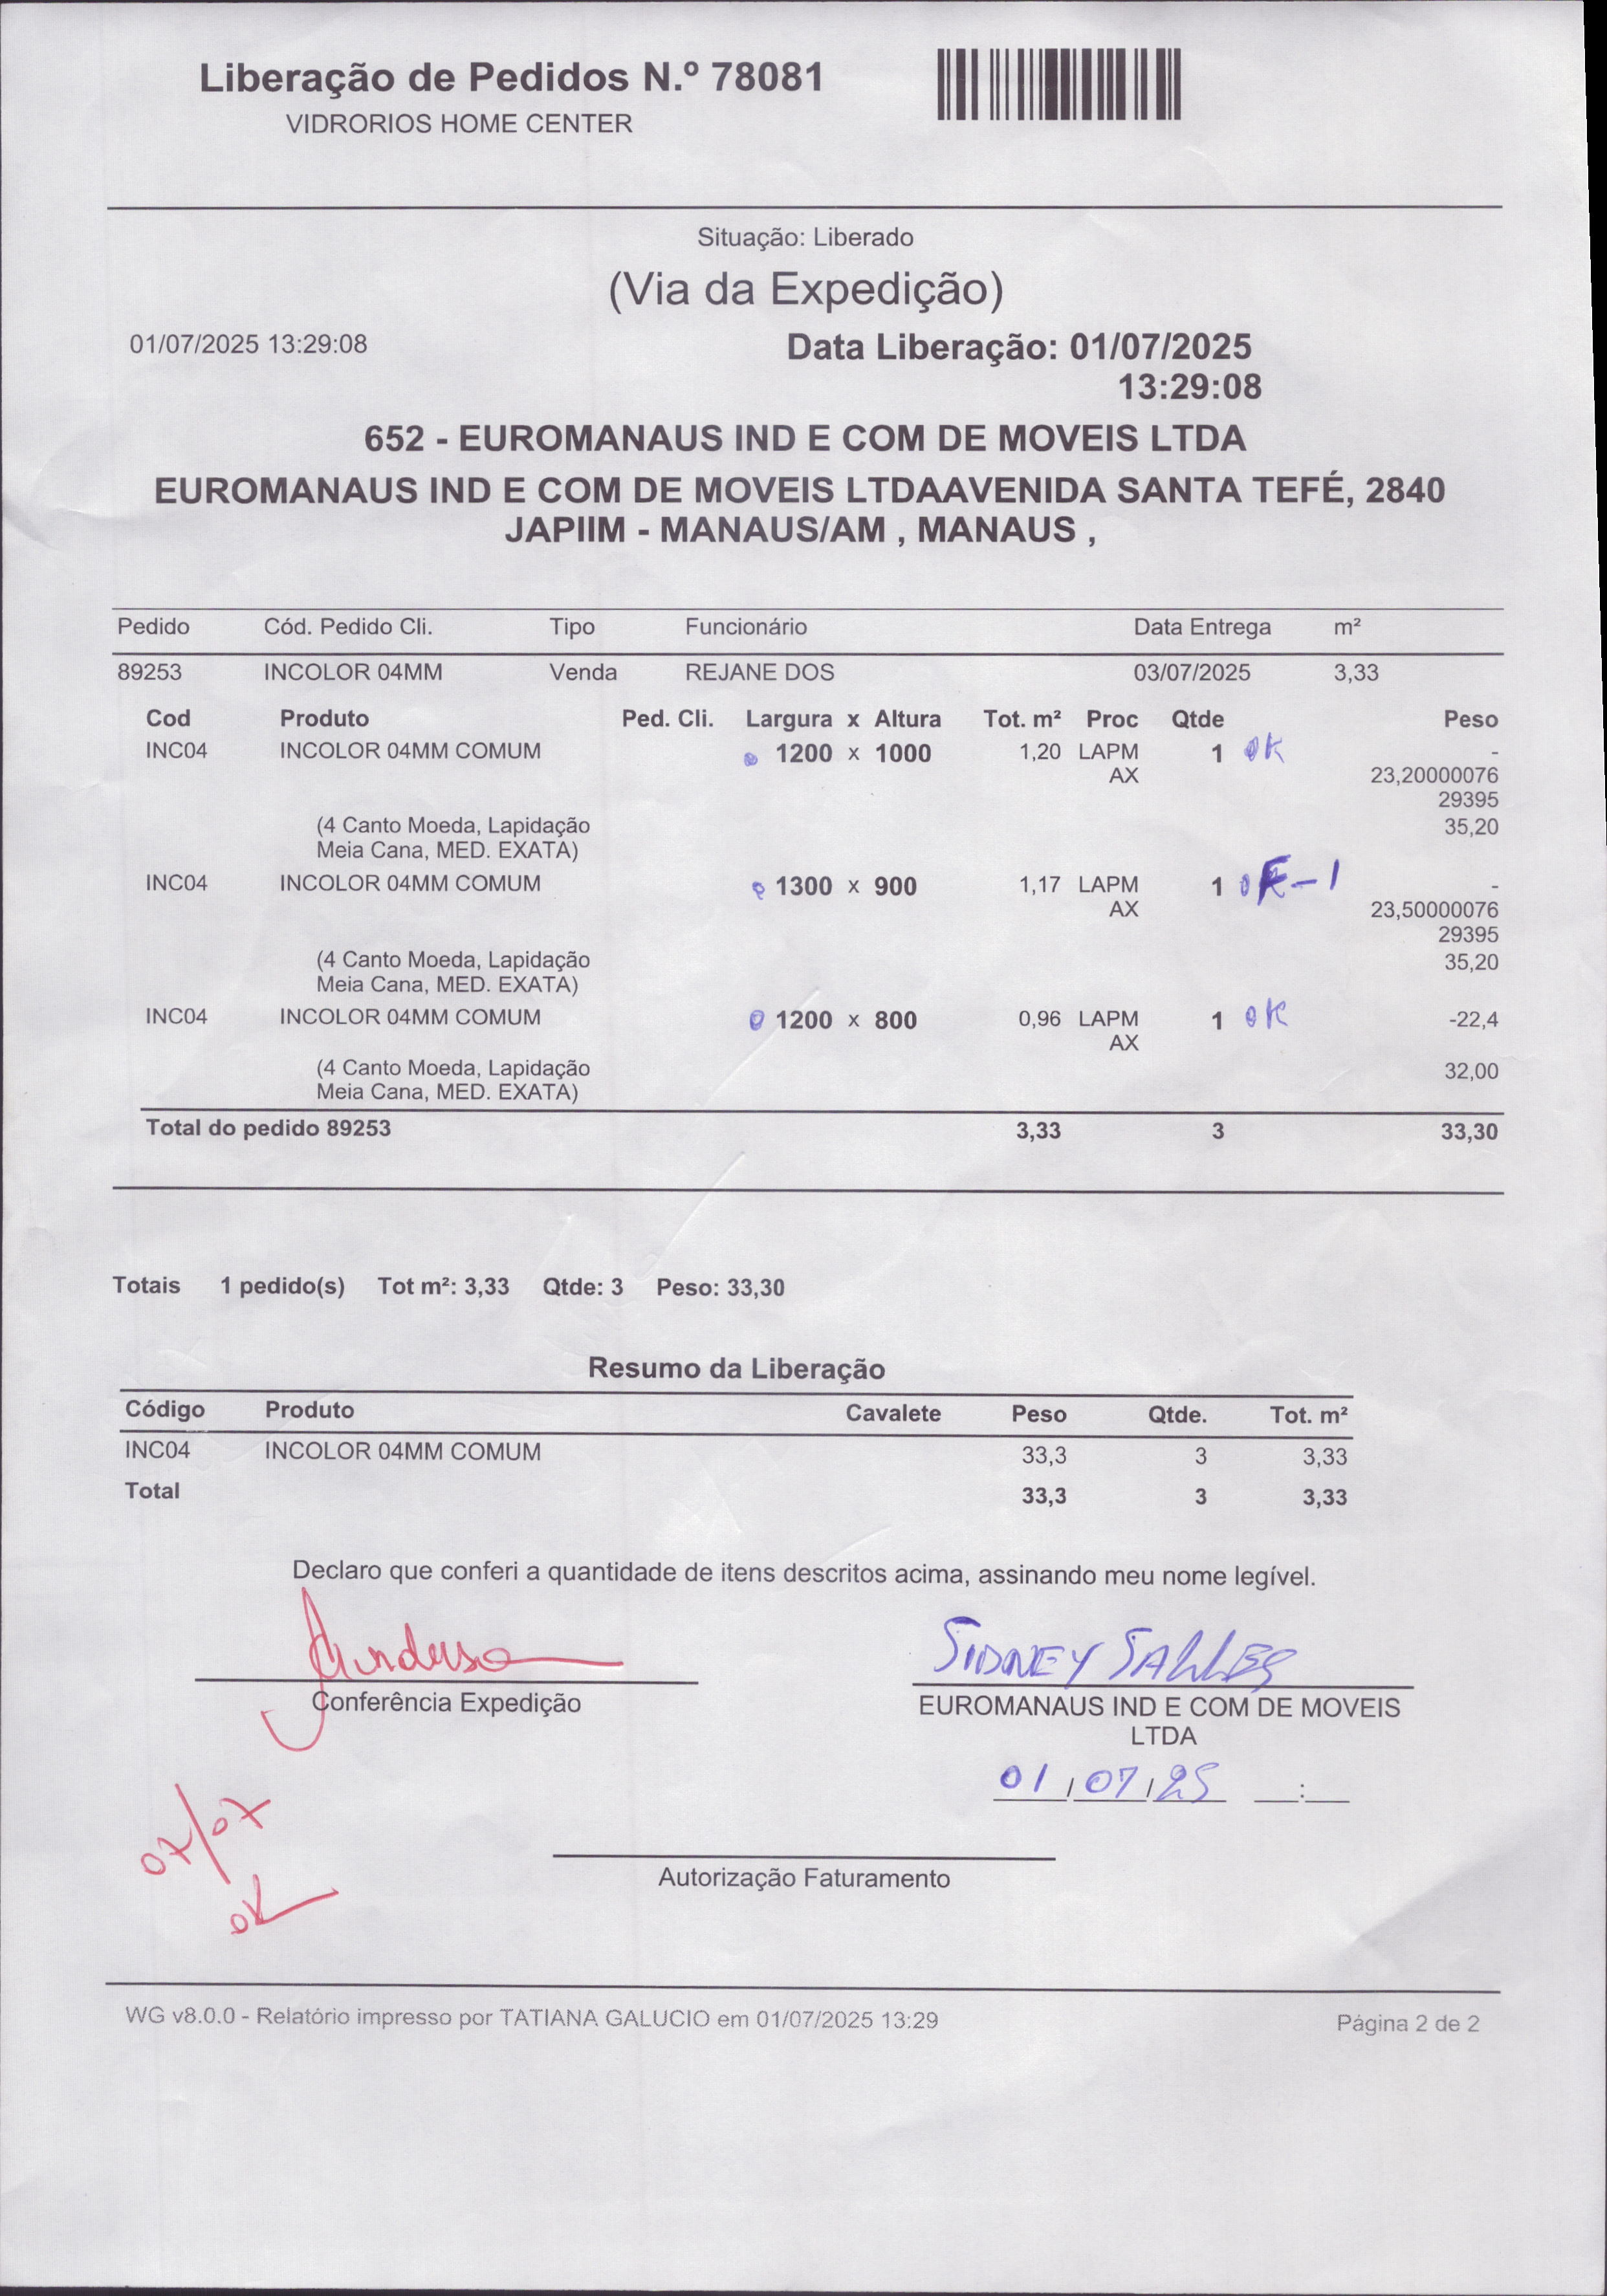 Liberação de Pedidos N.º 78081
VIDRORIOS HOME CENTER
Situação: Liberado
(Via da Expedição)
01/07/2025 13:29:08
Data Liberação: 01/07/2025
13:29:08
652 - EUROMANAUS IND E COM DE MOVEIS LTDA
EUROMANAUS IND E COM DE MOVEIS LTDAAVENIDA SANTA TEFÉ, 2840
JAPIIM - MANAUS/AM , MANAUS ,
Pedido Cód. Pedido Cli. Tipo Funcionário Data Entrega m²
89253 INCOLOR 04MM Venda REJANE DOS 03/07/2025 3,33
Cod Produto Ped. Cli. Largura x Altura Tot. m² Proc Qtde Peso
INC04 INCOLOR 04MM COMUM 1200 x 1000 1,20 LAPM 1 OK -
AX 23,20000076
29395
(4 Canto Moeda, Lapidação 35,20
Meia Cana, MED. EXATA)
INC04 INCOLOR 04MM COMUM 1300 x 900 1,17 LAPM 1 F-1 -
AX 23,50000076
29395
(4 Canto Moeda, Lapidação 35,20
Meia Cana, MED. EXATA)
INC04 INCOLOR 04MM COMUM 1200 x 800 0,96 LAPM 1 OK -22,4
AX
(4 Canto Moeda, Lapidação 32,00
Meia Cana, MED. EXATA)
Total do pedido 89253 3,33 3 33,30
Totais 1 pedido(s) Tot m²: 3,33 Qtde: 3 Peso: 33,30
Resumo da Liberação
Código Produto Cavalete Peso Qtde. Tot. m²
INC04 INCOLOR 04MM COMUM 33,3 3 3,33
Total 33,3 3 3,33
Declaro que conferi a quantidade de itens descritos acima, assinando meu nome legível.
SIDNEY SALLES
Conferência Expedição
EUROMANAUS IND E COM DE MOVEIS
LTDA
01/07/25 __:__
07/07
OK
Autorização Faturamento
WG v8.0.0 - Relatório impresso por TATIANA GALUCIO em 01/07/2025 13:29
Página 2 de 2